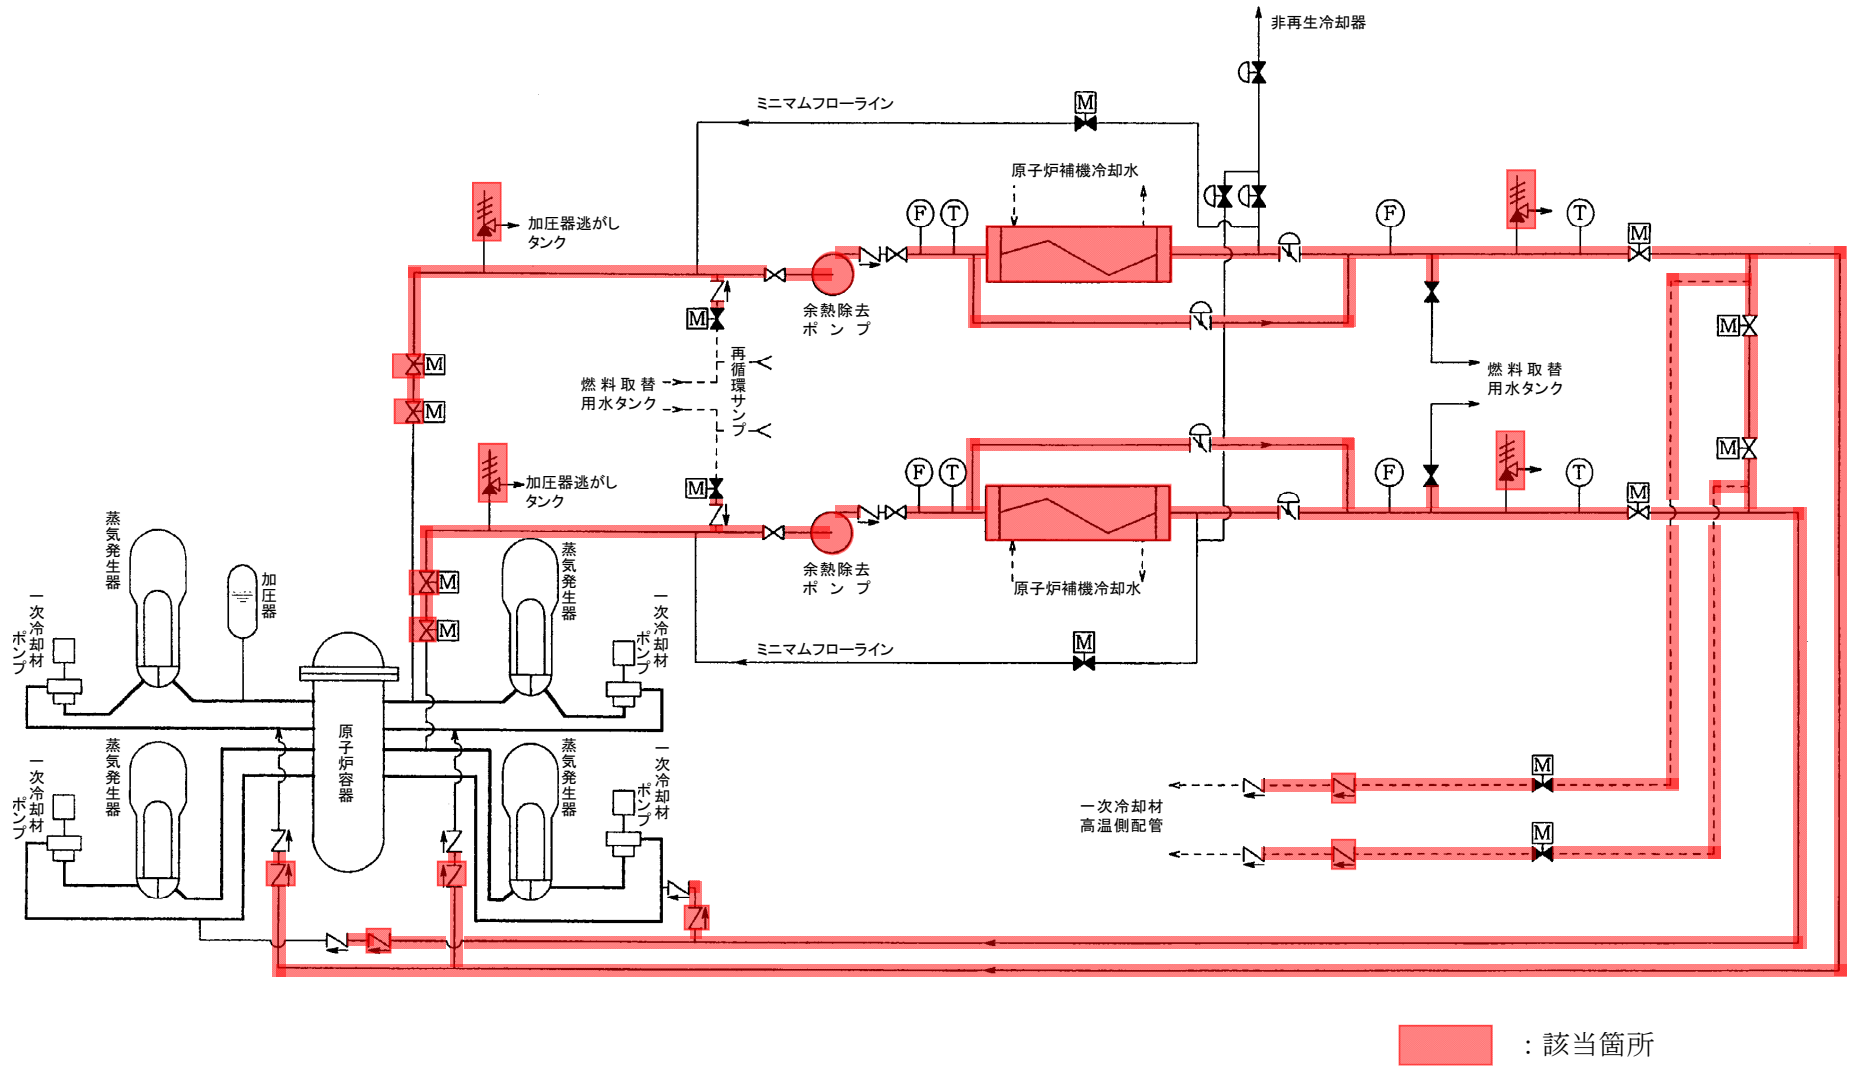 非再生冷却器
ミニマムフローライン
M
原子炉補機冷却水
加圧器逃がし
タンク
F
T
F
T
M
余熱除去
ポンプ
M
M
再循環サンプ
燃料取替
用水タンク
M
M
燃料取替
用水タンク
M
M
加圧器逃がし
タンク
F
T
F
T
M
M
余熱除去
ポンプ
原子炉補機冷却水
M
M
ミニマムフローライン
M
蒸気発生器
加圧器
蒸気発生器
一次冷却材
ポンプ
一次冷却材
ポンプ
原子炉容器
蒸気発生器
蒸気発生器
一次冷却材
ポンプ
一次冷却材
ポンプ
M
一次冷却材
高温側配管
M
：該当箇所